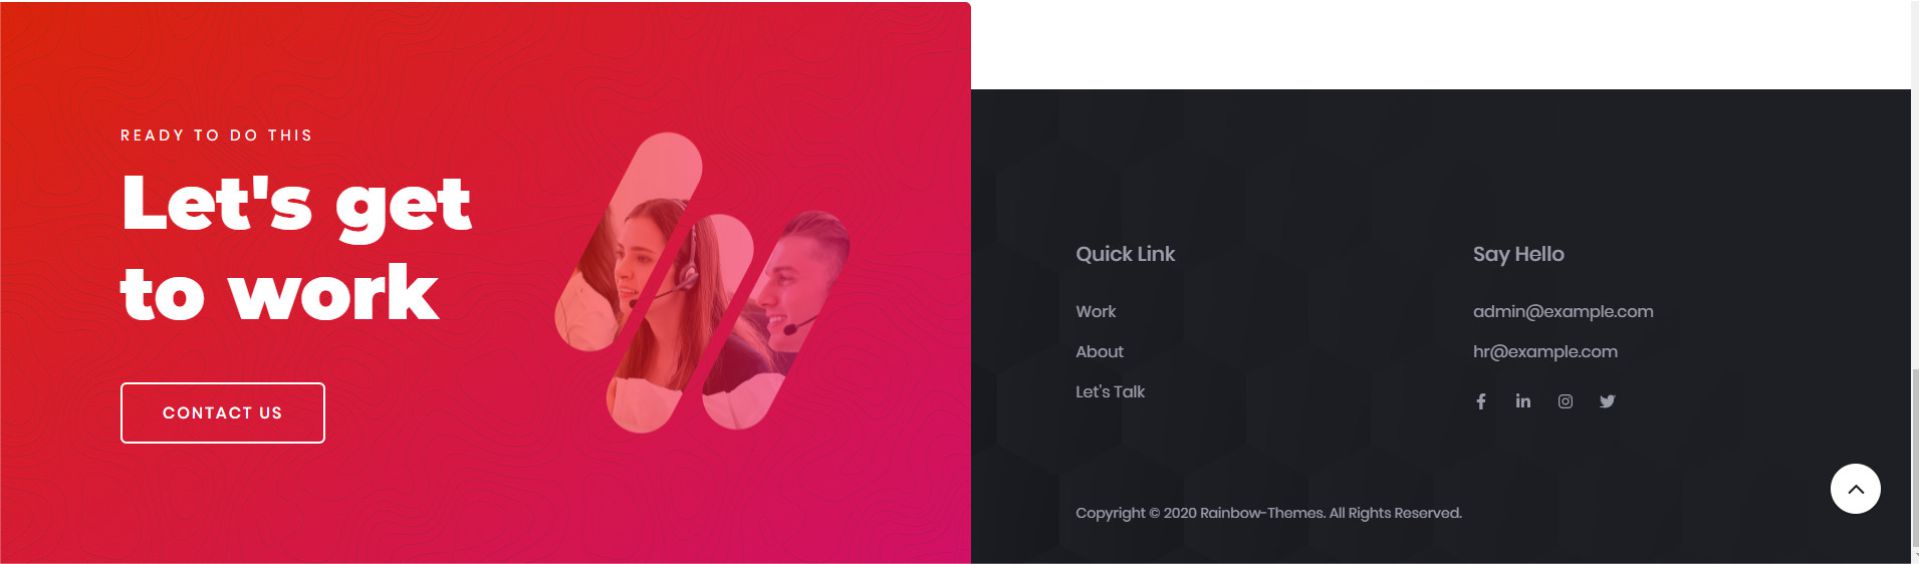 READY TO DO THIS
Let's get
to work
CONTACT US
Quick Link
Work
About
Let's Talk
Say Hello
admin@example.com
hr@example.com
Copyright © 2020 Rainbow-Themes. All Rights Reserved.